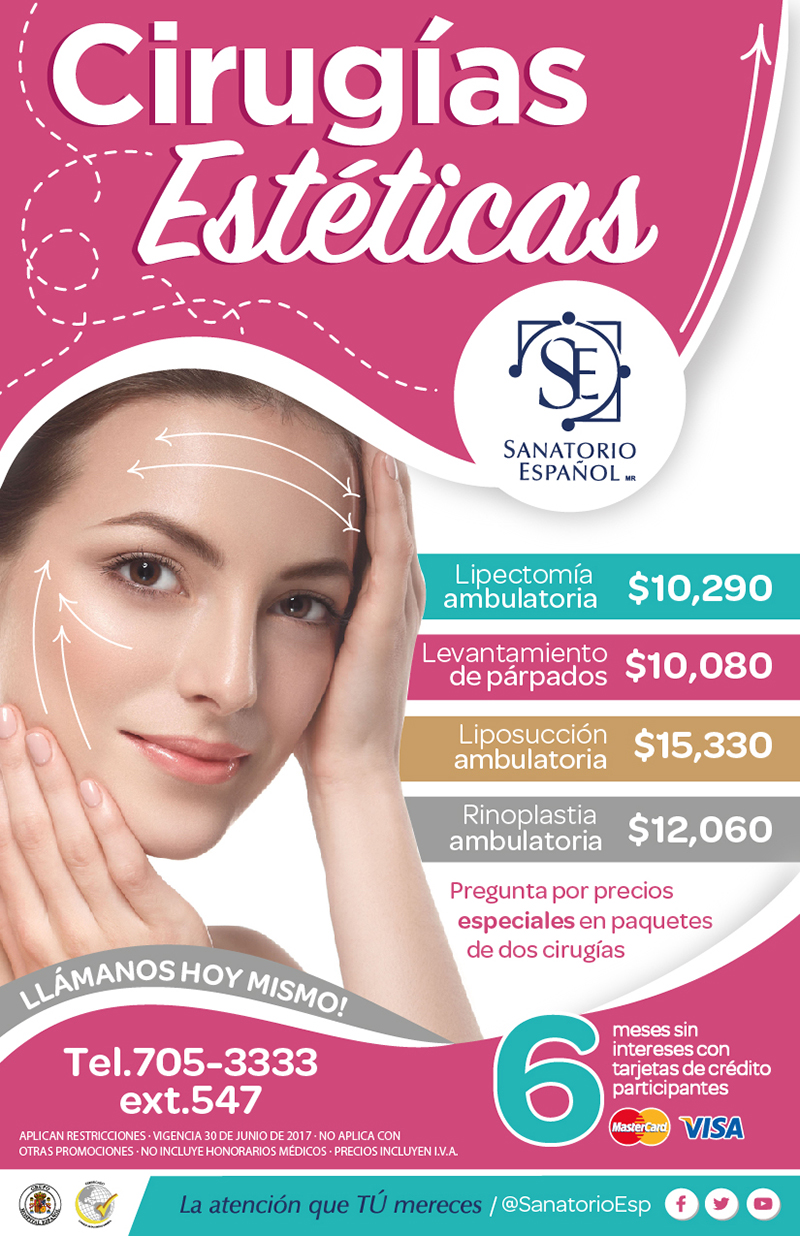 Cirugías
Estéticas
SE
SANATORIO
ESPAÑOL MR
Lipectomía
ambulatoria $10,290
Levantamiento
de párpados $10,080
Liposucción
ambulatoria $15,330
Rinoplastia
ambulatoria $12,060
Pregunta por precios
especiales en paquetes
de dos cirugías
LLÁMANOS HOY MISMO!
Tel.705-3333
ext.547
6 meses sin
intereses con
tarjetas de crédito
participantes
MasterCard VISA
APLICAN RESTRICCIONES · VIGENCIA 30 DE JUNIO DE 2017 · NO APLICA CON
OTRAS PROMOCIONES · NO INCLUYE HONORARIOS MÉDICOS · PRECIOS INCLUYEN I.V.A.
La atención que TÚ mereces / @SanatorioEsp